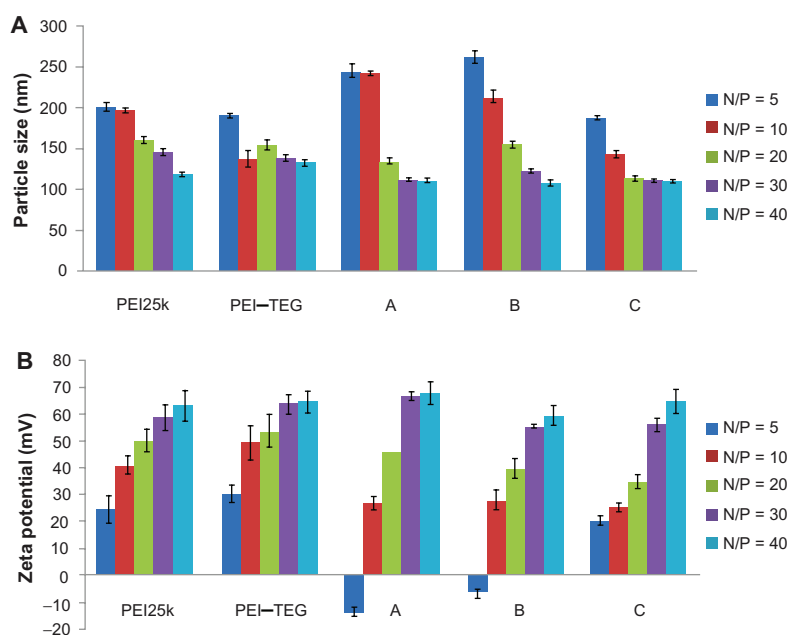 A
Particle size (nm)
300
250
200
150
100
50
0
PEI25k PEI–TEG A B C
N/P = 5
N/P = 10
N/P = 20
N/P = 30
N/P = 40
B
Zeta potential (mV)
80
70
60
50
40
30
20
10
0
–10
–20
PEI25k PEI–TEG A B C
N/P = 5
N/P = 10
N/P = 20
N/P = 30
N/P = 40